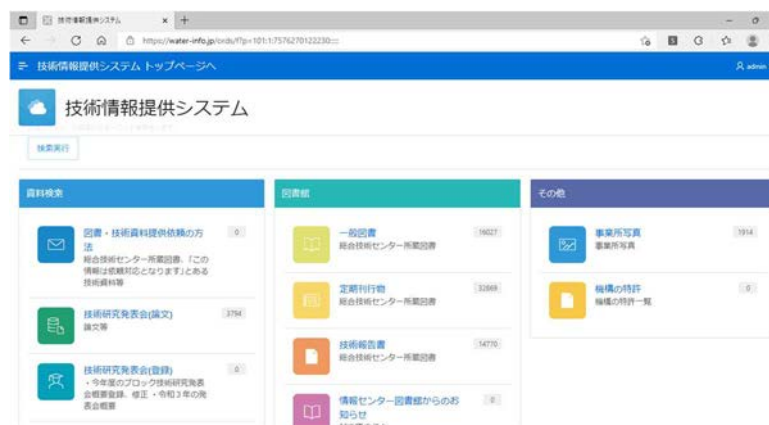 技術情報提供システム
https://water-info.jp/ords/f?p=101:1:7576270122230::::
技術情報提供システム トップページへ
admin
技術情報提供システム
検索実行
資料検索
図書・技術資料提供依頼の方
法
0
総合技術センター所蔵図書、「この
情報は依頼対応となります」とある
技術資料等
技術研究発表会(論文)
3794
論文等
技術研究発表会(登録)
0
・今年度のブロック技術研究発表
会概要登録、修正 ・令和3年の発
表会概要
図書館
一般図書
16027
総合技術センター所蔵図書
定期刊行物
32869
総合技術センター所蔵図書
技術報告書
14770
総合技術センター所蔵図書
情報センター図書館からのお
知らせ
0
その他
事業所写真
1914
事業所写真
機構の特許
0
機構の特許一覧